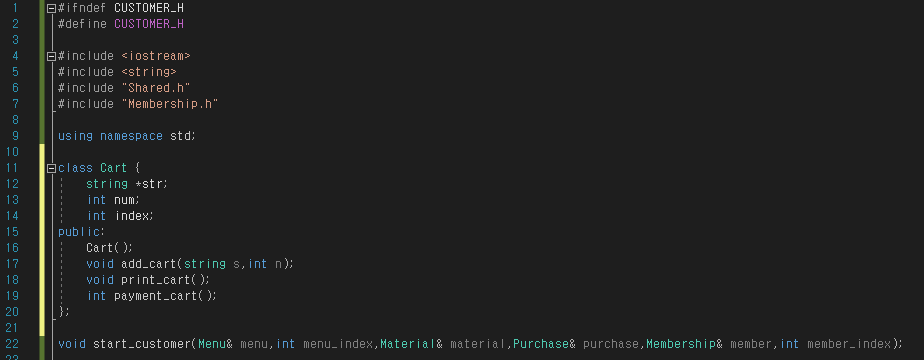 1 #ifndef CUSTOMER_H
2 #define CUSTOMER_H
3
4 #include <iostream>
5 #include <string>
6 #include "Shared.h"
7 #include "Membership.h"
8
9 using namespace std;
10
11 class Cart {
12 string *str;
13 int num;
14 int index;
15 public:
16 Cart();
17 void add_cart(string s,int n);
18 void print_cart();
19 int payment_cart();
20 };
21
22 void start_customer(Menu& menu,int menu_index,Material& material,Purchase& purchase,Membership& member,int member_index);